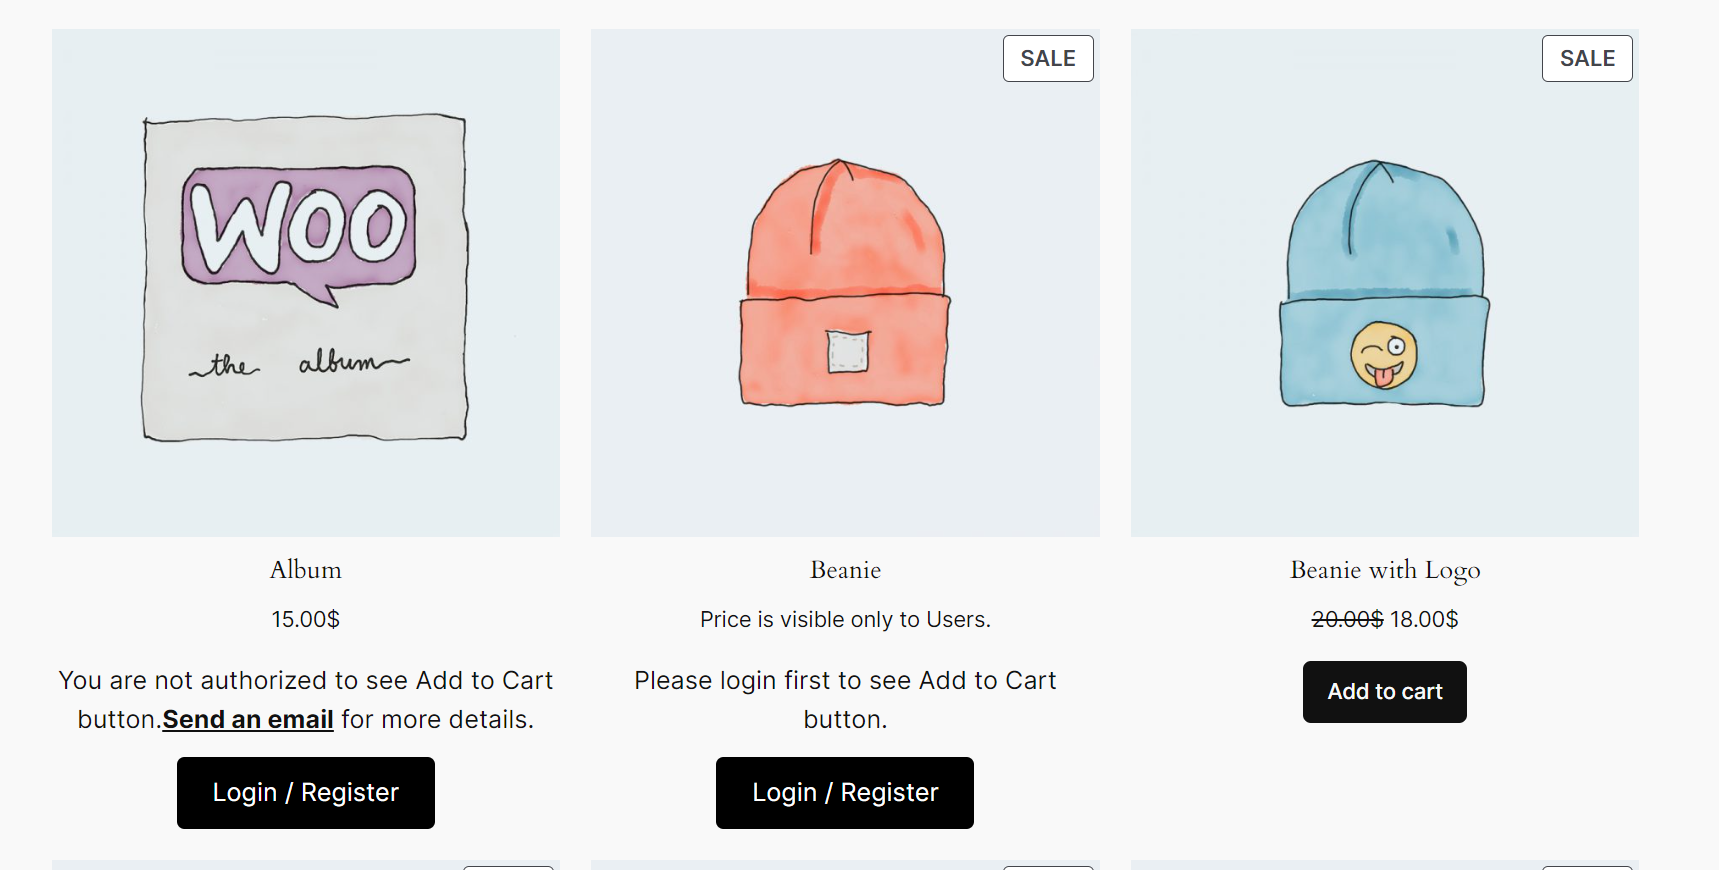 SALE
SALE
WOO
the album
Album
15.00$
You are not authorized to see Add to Cart
button.Send an email for more details.
Login / Register
Beanie
Price is visible only to Users.
Please login first to see Add to Cart
button.
Login / Register
Beanie with Logo
20.00$ 18.00$
Add to cart